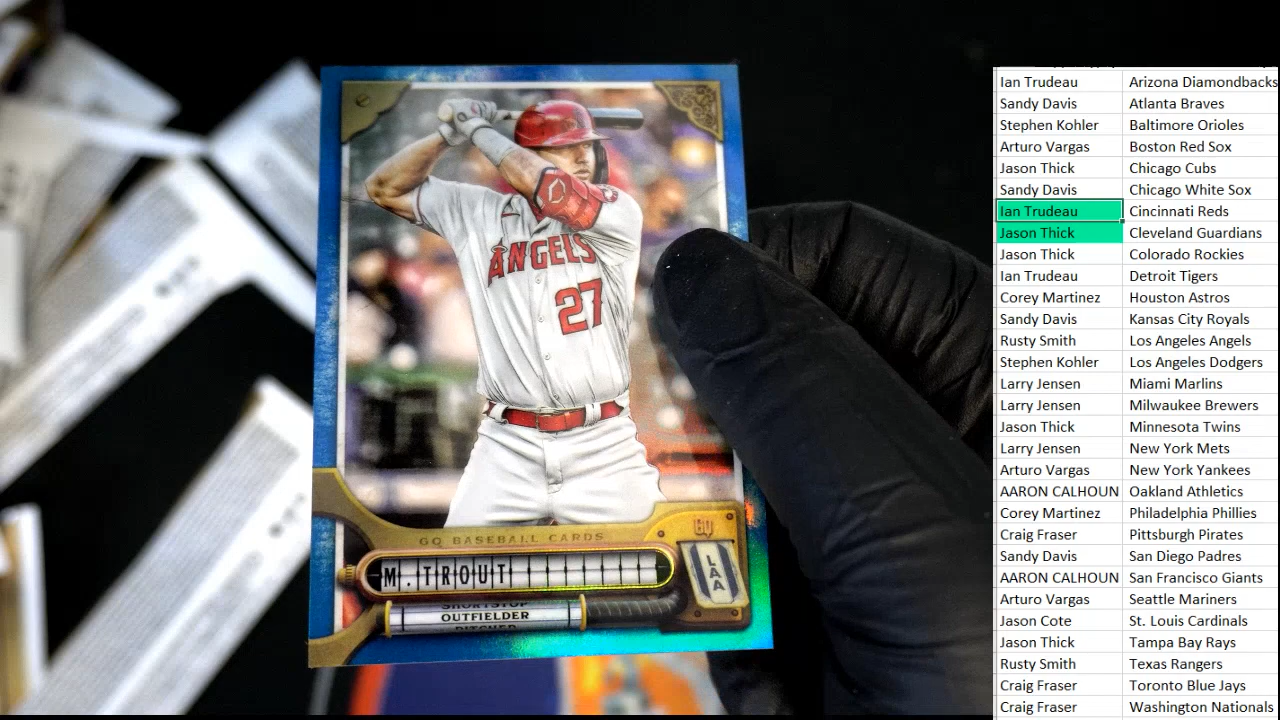 ANGELS
27
GQ BASEBALL CARDS
GQ
M. TROUT
LAA
SHORTSTOP
OUTFIELDER
PITCHER
Ian Trudeau Arizona Diamondbacks
Sandy Davis Atlanta Braves
Stephen Kohler Baltimore Orioles
Arturo Vargas Boston Red Sox
Jason Thick Chicago Cubs
Sandy Davis Chicago White Sox
Ian Trudeau Cincinnati Reds
Jason Thick Cleveland Guardians
Jason Thick Colorado Rockies
Ian Trudeau Detroit Tigers
Corey Martinez Houston Astros
Sandy Davis Kansas City Royals
Rusty Smith Los Angeles Angels
Stephen Kohler Los Angeles Dodgers
Larry Jensen Miami Marlins
Larry Jensen Milwaukee Brewers
Jason Thick Minnesota Twins
Larry Jensen New York Mets
Arturo Vargas New York Yankees
AARON CALHOUN Oakland Athletics
Corey Martinez Philadelphia Phillies
Craig Fraser Pittsburgh Pirates
Sandy Davis San Diego Padres
AARON CALHOUN San Francisco Giants
Arturo Vargas Seattle Mariners
Jason Cote St. Louis Cardinals
Jason Thick Tampa Bay Rays
Rusty Smith Texas Rangers
Craig Fraser Toronto Blue Jays
Craig Fraser Washington Nationals